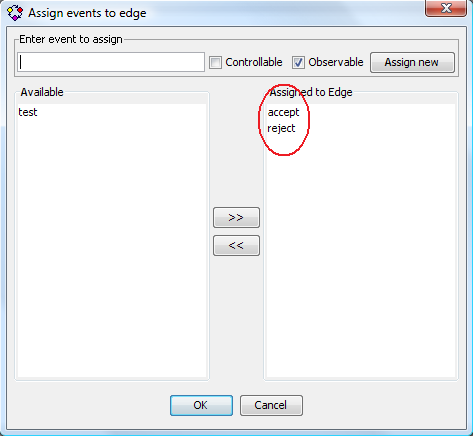 Assign events to edge
Enter event to assign
Controllable
Observable
Assign new
Available
Assigned to Edge
test
accept
reject
>>
<<
OK
Cancel